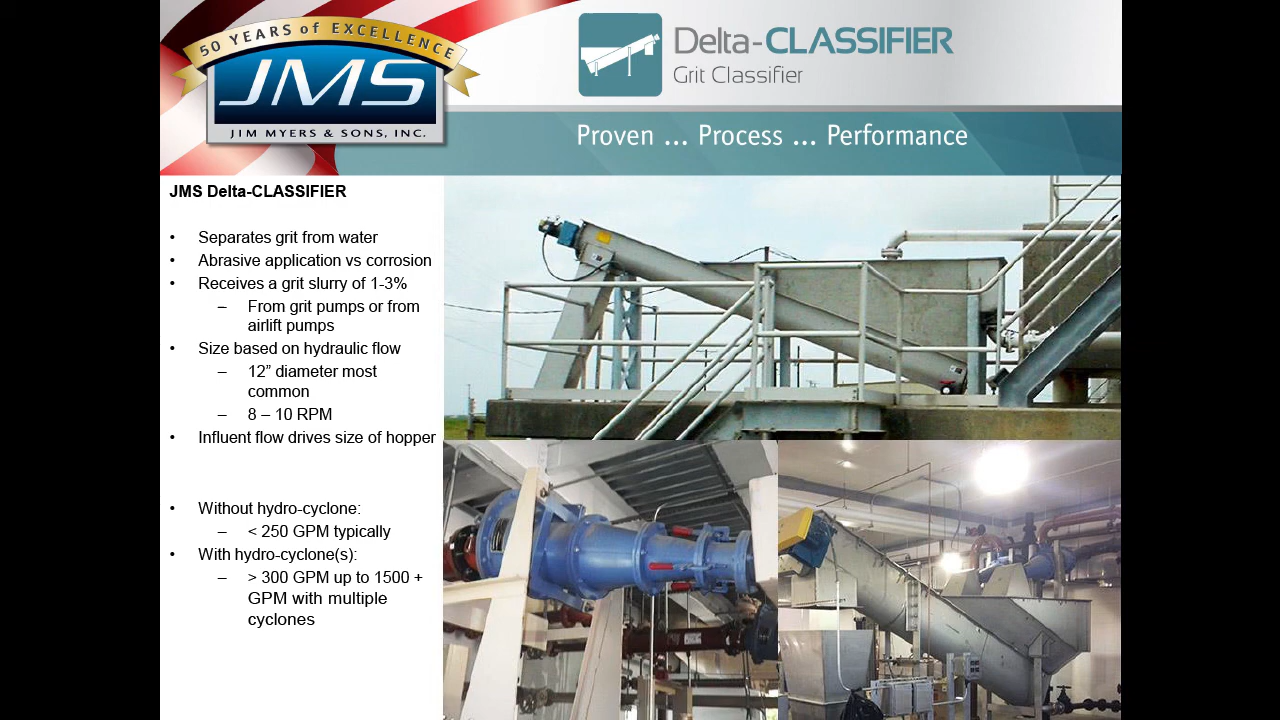 50 YEARS of EXCELLENCE
JMS
JIM MYERS & SONS, INC.
Delta-CLASSIFIER
Grit Classifier
Proven ... Process ... Performance
JMS Delta-CLASSIFIER
• Separates grit from water
• Abrasive application vs corrosion
• Receives a grit slurry of 1-3%
– From grit pumps or from
airlift pumps
• Size based on hydraulic flow
– 12” diameter most
common
– 8 – 10 RPM
• Influent flow drives size of hopper
• Without hydro-cyclone:
– < 250 GPM typically
• With hydro-cyclone(s):
– > 300 GPM up to 1500 +
GPM with multiple
cyclones